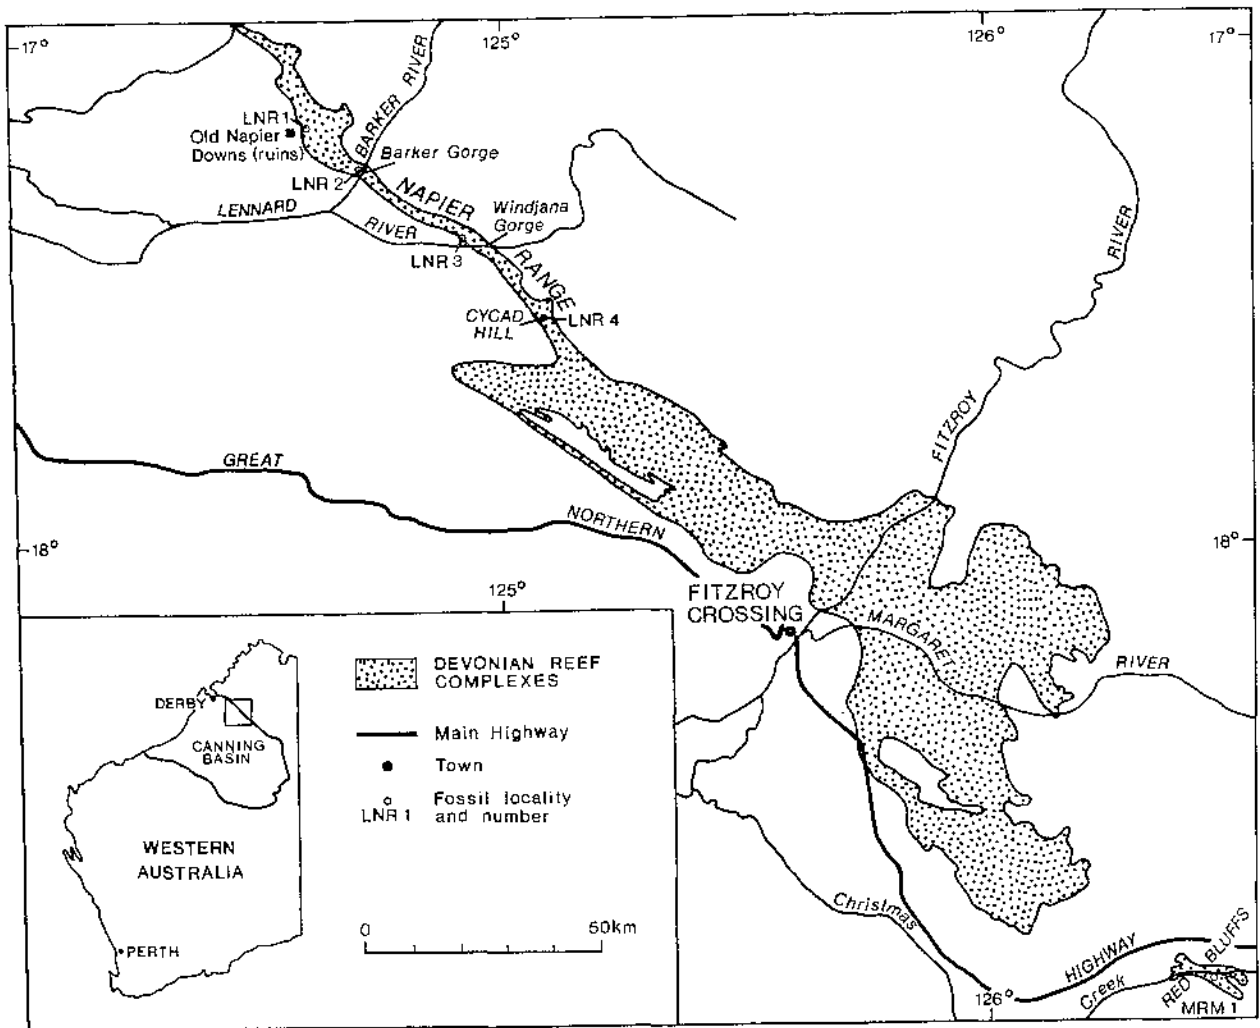 125°
126°
17°
17°
BARKER RIVER
LNR 1
Old Napier
Downs (ruins)
Barker Gorge
LNR 2
NAPIER
RANGE
LENNARD
RIVER
Windjana
Gorge
LNR 3
RIVER
CYCAD
HILL
LNR 4
FITZROY
GREAT
NORTHERN
18°
18°
125°
FITZROY
CROSSING
MARGARET
RIVER
DERBY
CANNING
BASIN
WESTERN
AUSTRALIA
PERTH
DEVONIAN REEF
COMPLEXES
Main Highway
Town
LNR 1
Fossil locality
and number
0
50km
Christmas
Creek
HIGHWAY
RED BLUFFS
126°
MRM 1